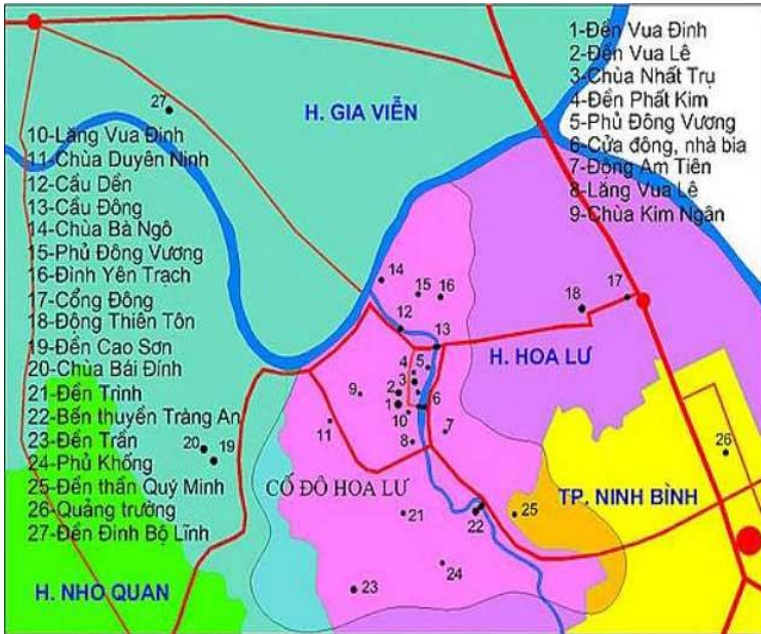 1-Đền Vua Đinh
2-Đền Vua Lê
3-Chùa Nhất Trụ
4-Đền Phất Kim
5-Phủ Đông Vương
6-Cửa đông, nhà bia
7-Động Am Tiên
8-Lăng Vua Lê
9-Chùa Kim Ngân
H. GIA VIỄN
27
10-Lăng Vua Đinh
11-Chùa Duyên Ninh
12-Cầu Dền
13-Cầu Đông
14-Chùa Bà Ngô
15-Phủ Đông Vương
16-Đình Yên Trạch
17-Cổng Đông
18-Động Thiên Tôn
19-Đền Cao Sơn
20-Chùa Bái Đính
21-Đền Trình
22-Bến thuyền Tràng An
23-Đền Trần
24-Phủ Khống
25-Đền thần Quý Minh
26-Quảng trường
27-Đền Đinh Bộ Lĩnh
14
15
16
17
18
12
13
H. HOA LƯ
4
5
3
2
9
1
6
10
11
7
8
20
19
26
CỐ ĐÔ HOA LƯ
TP. NINH BÌNH
21
22
25
24
23
H. NHO QUAN